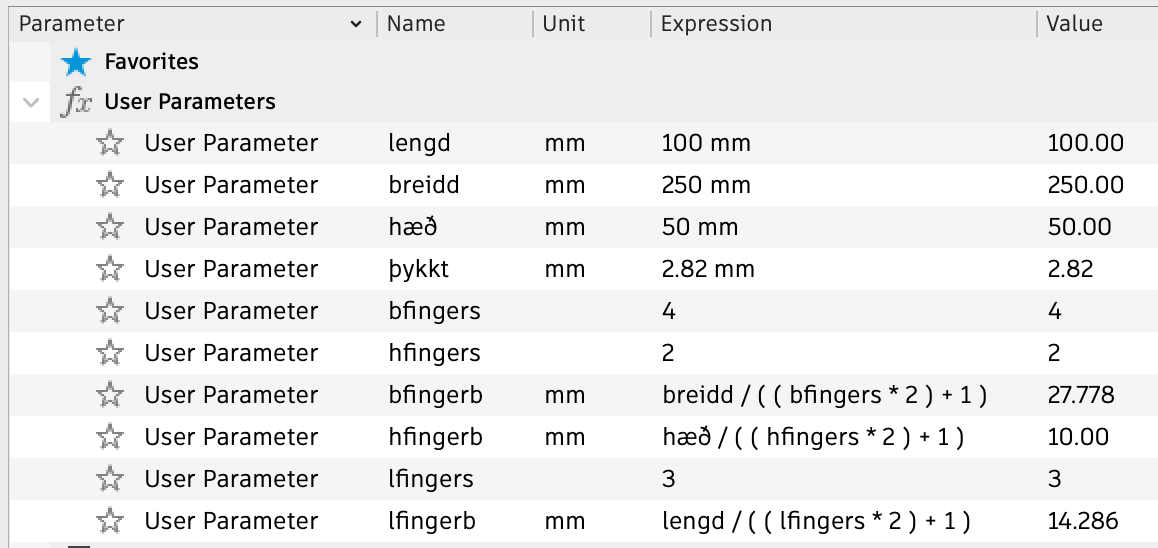 Parameter Name Unit Expression Value
Favorites
fx User Parameters
User Parameter lengd mm 100 mm 100.00
User Parameter breidd mm 250 mm 250.00
User Parameter hæð mm 50 mm 50.00
User Parameter þykkt mm 2.82 mm 2.82
User Parameter bfingers 4 4
User Parameter hfingers 2 2
User Parameter bfingerb mm breidd / ( ( bfingers * 2 ) + 1 ) 27.778
User Parameter hfingerb mm hæð / ( ( hfingers * 2 ) + 1 ) 10.00
User Parameter lfingers 3 3
User Parameter lfingerb mm lengd / ( ( lfingers * 2 ) + 1 ) 14.286